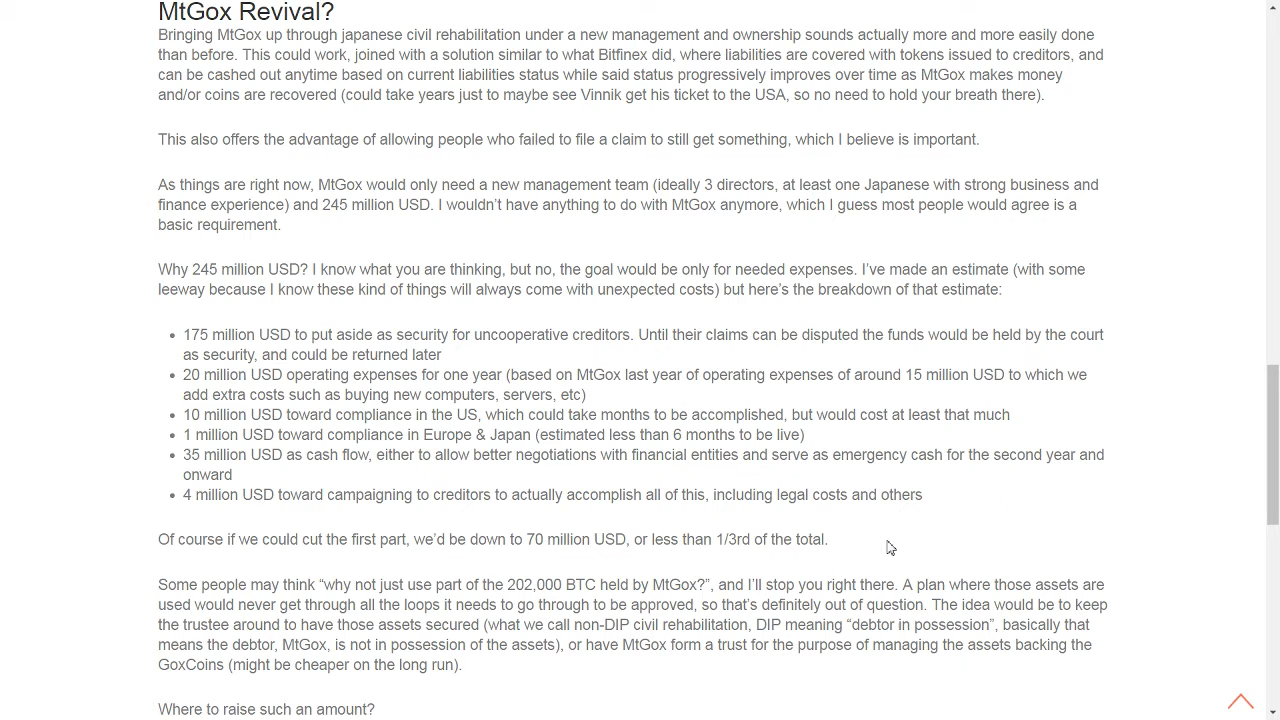 MtGox Revival?
Bringing MtGox up through japanese civil rehabilitation under a new management and ownership sounds actually more and more easily done
than before. This could work, joined with a solution similar to what Bitfinex did, where liabilities are covered with tokens issued to creditors, and
can be cashed out anytime based on current liabilities status while said status progressively improves over time as MtGox makes money
and/or coins are recovered (could take years just to maybe see Vinnik get his ticket to the USA, so no need to hold your breath there).
This also offers the advantage of allowing people who failed to file a claim to still get something, which I believe is important.
As things are right now, MtGox would only need a new management team (ideally 3 directors, at least one Japanese with strong business and
finance experience) and 245 million USD. I wouldn’t have anything to do with MtGox anymore, which I guess most people would agree is a
basic requirement.
Why 245 million USD? I know what you are thinking, but no, the goal would be only for needed expenses. I’ve made an estimate (with some
leeway because I know these kind of things will always come with unexpected costs) but here’s the breakdown of that estimate:
• 175 million USD to put aside as security for uncooperative creditors. Until their claims can be disputed the funds would be held by the court
as security, and could be returned later
• 20 million USD operating expenses for one year (based on MtGox last year of operating expenses of around 15 million USD to which we
add extra costs such as buying new computers, servers, etc)
• 10 million USD toward compliance in the US, which could take months to be accomplished, but would cost at least that much
• 1 million USD toward compliance in Europe & Japan (estimated less than 6 months to be live)
• 35 million USD as cash flow, either to allow better negotiations with financial entities and serve as emergency cash for the second year and
onward
• 4 million USD toward campaigning to creditors to actually accomplish all of this, including legal costs and others
Of course if we could cut the first part, we’d be down to 70 million USD, or less than 1/3rd of the total.
Some people may think “why not just use part of the 202,000 BTC held by MtGox?”, and I’ll stop you right there. A plan where those assets are
used would never get through all the loops it needs to go through to be approved, so that’s definitely out of question. The idea would be to keep
the trustee around to have those assets secured (what we call non-DIP civil rehabilitation, DIP meaning “debtor in possession”, basically that
means the debtor, MtGox, is not in possession of the assets), or have MtGox form a trust for the purpose of managing the assets backing the
GoxCoins (might be cheaper on the long run).
Where to raise such an amount?